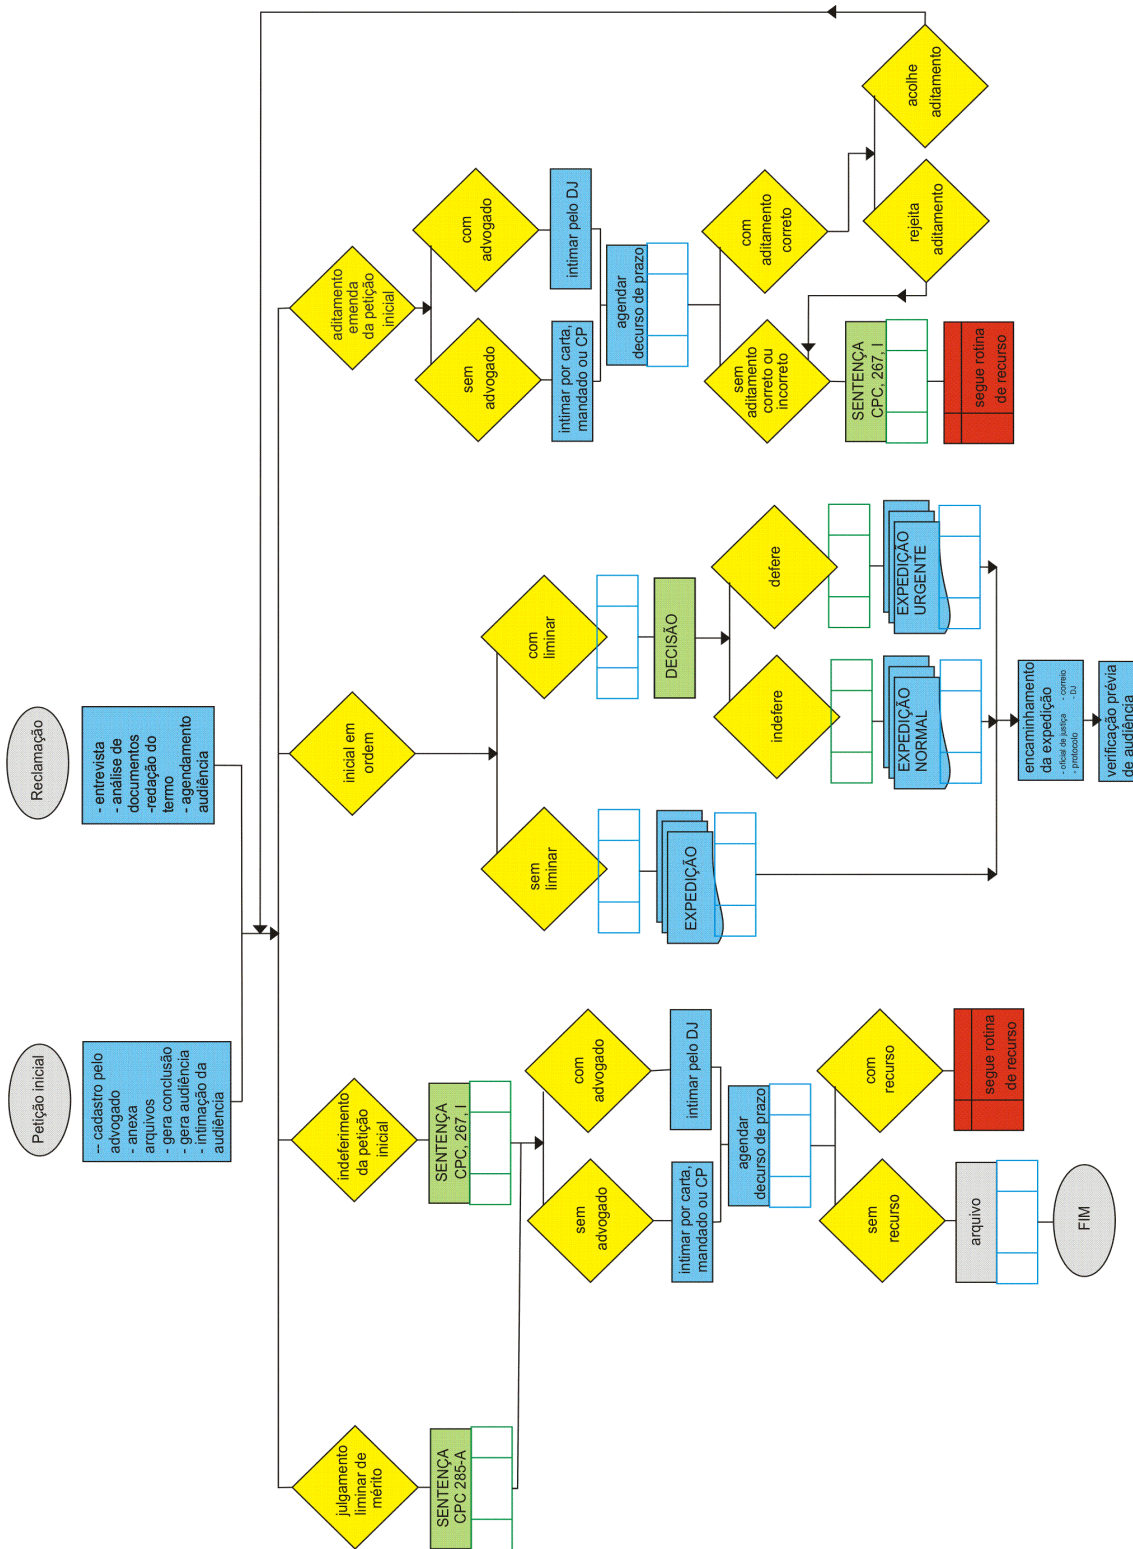 Petição inicial
-- cadastro pelo
advogado
- anexa
arquivos
- gera conclusão
- gera audiência
- intimação da
audiência
Reclamação
- entrevista
- análise de
documentos
-redação do
termo
- agendamento
audiência
julgamento
liminar de
mérito
SENTENÇA
CPC 285-A
indeferimento
da petição
inicial
SENTENÇA
CPC, 267, I
sem
advogado
com
advogado
intimar por carta,
mandado ou CP
intimar pelo DJ
agendar
decurso de prazo
sem
recurso
com
recurso
arquivo
FIM
segue rotina
de recurso
inicial em
ordem
sem
liminar
com
liminar
EXPEDIÇÃO
DECISÃO
indefere
defere
EXPEDIÇÃO
NORMAL
EXPEDIÇÃO
URGENTE
encaminhamento
da expedição
- oficial de justiça - correio
- protocolo - DJ
verificação prévia
de audiência
aditamento
emenda
da petição
inicial
sem
advogado
com
advogado
intimar por carta,
mandado ou CP
intimar pelo DJ
agendar
decurso de prazo
sem
aditamento
correto ou
incorreto
com
aditamento
correto
rejeita
aditamento
acolhe
aditamento
SENTENÇA
CPC, 267, I
segue rotina
de recurso